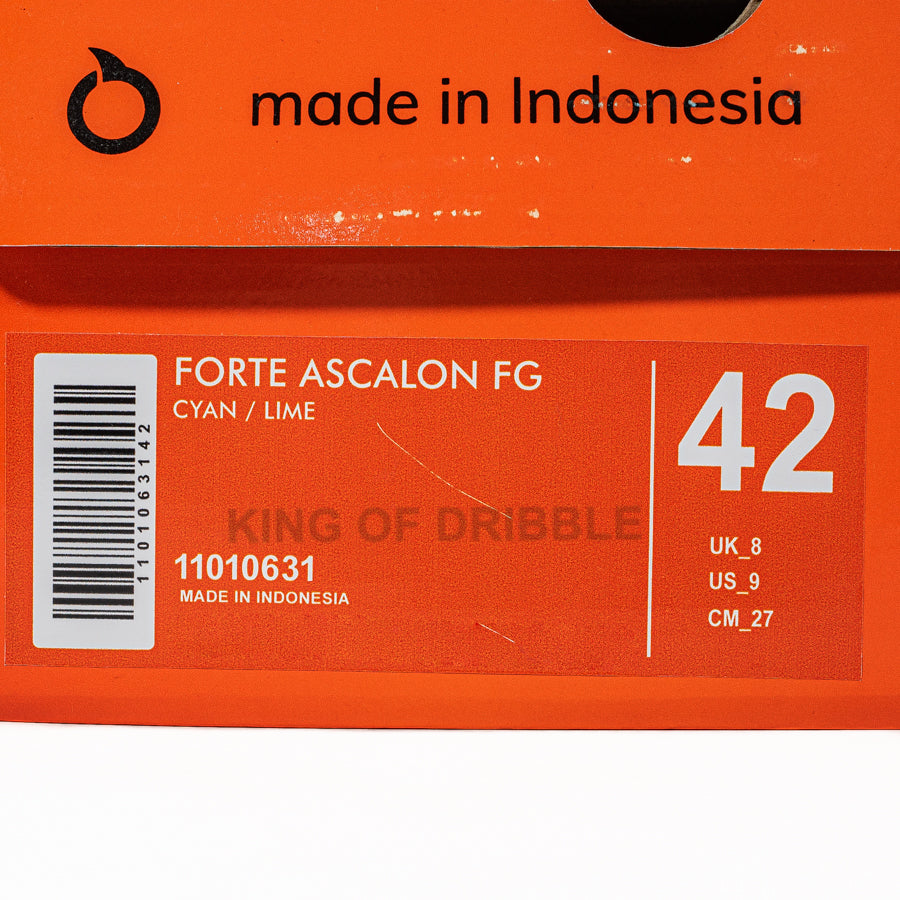 made in Indonesia
FORTE ASCALON FG
CYAN / LIME
1101063142
KING OF DRIBBLE
11010631
MADE IN INDONESIA
42
UK_8
US_9
CM_27